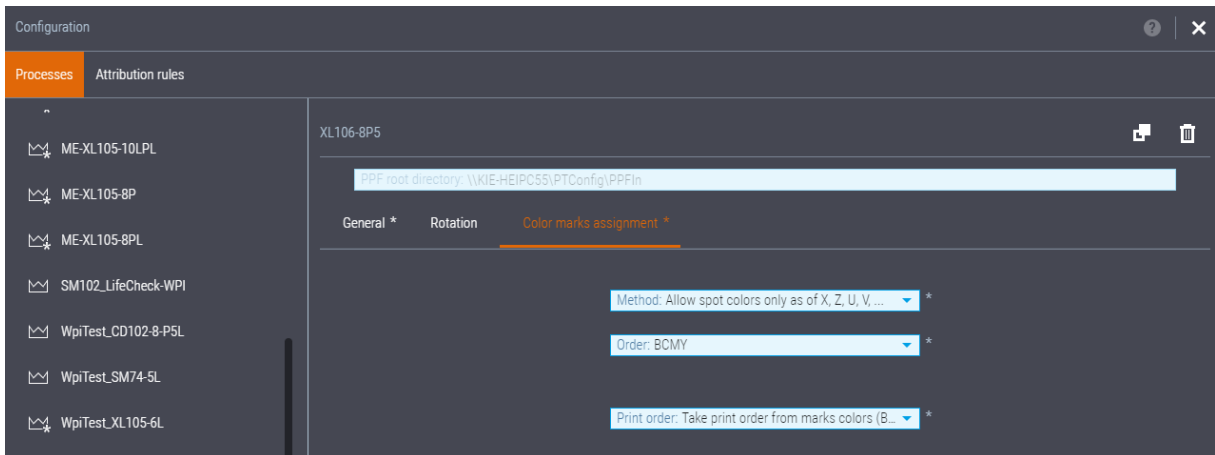 Configuration
Processes Attribution rules
ME-XL105-10LPL
ME-XL105-8P
ME-XL105-8PL
SM102_LifeCheck-WPI
WpiTest_CD102-8-P5L
WpiTest_SM74-5L
WpiTest_XL105-6L
XL106-8P5
PPF root directory: \\KIE-HEIPC55\PTConfig\PPFIn
General * Rotation Color marks assignment *
Method: Allow spot colors only as of X, Z, U, V, ... *
Order: BCMY *
Print order: Take print order from marks colors (B... *